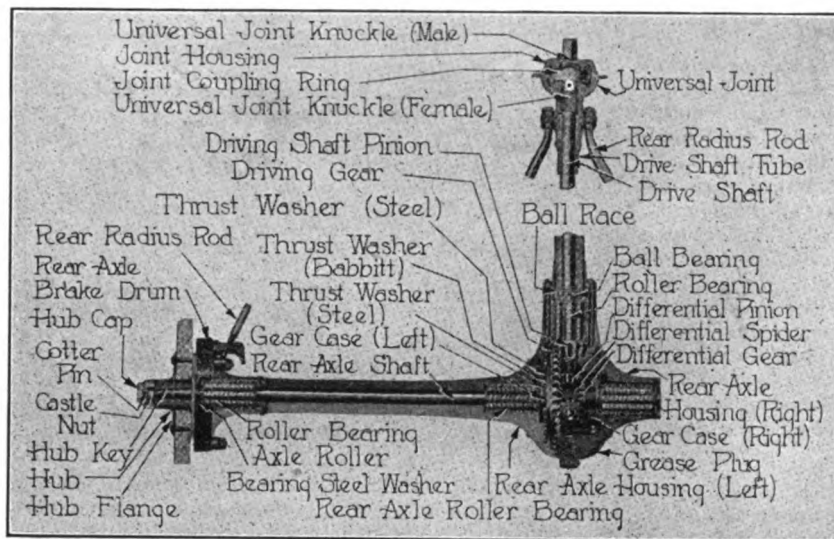 Universal Joint Knuckle (Male)
Joint Housing
Joint Coupling Ring
Universal Joint Knuckle (Female)
Universal Joint
Rear Radius Rod
Drive Shaft Tube
Drive Shaft
Driving Shaft Pinion
Driving Gear
Thrust Washer (Steel)
Ball Race
Rear Radius Rod
Rear Axle
Brake Drum
Hub Cap
Cotter
Pin
Castle
Nut
Hub Key
Hub
Hub Flange
Thrust Washer
(Babbitt)
Thrust Washer
(Steel)
Gear Case (Left)
Rear Axle Shaft
Ball Bearing
Roller Bearing
Differential Pinion
Differential Spider
Differential Gear
Rear Axle
Housing (Right)
Gear Case (Right)
Grease Plug
Roller Bearing
Axle Roller
Bearing Steel Washer
Rear Axle Housing (Left)
Rear Axle Roller Bearing